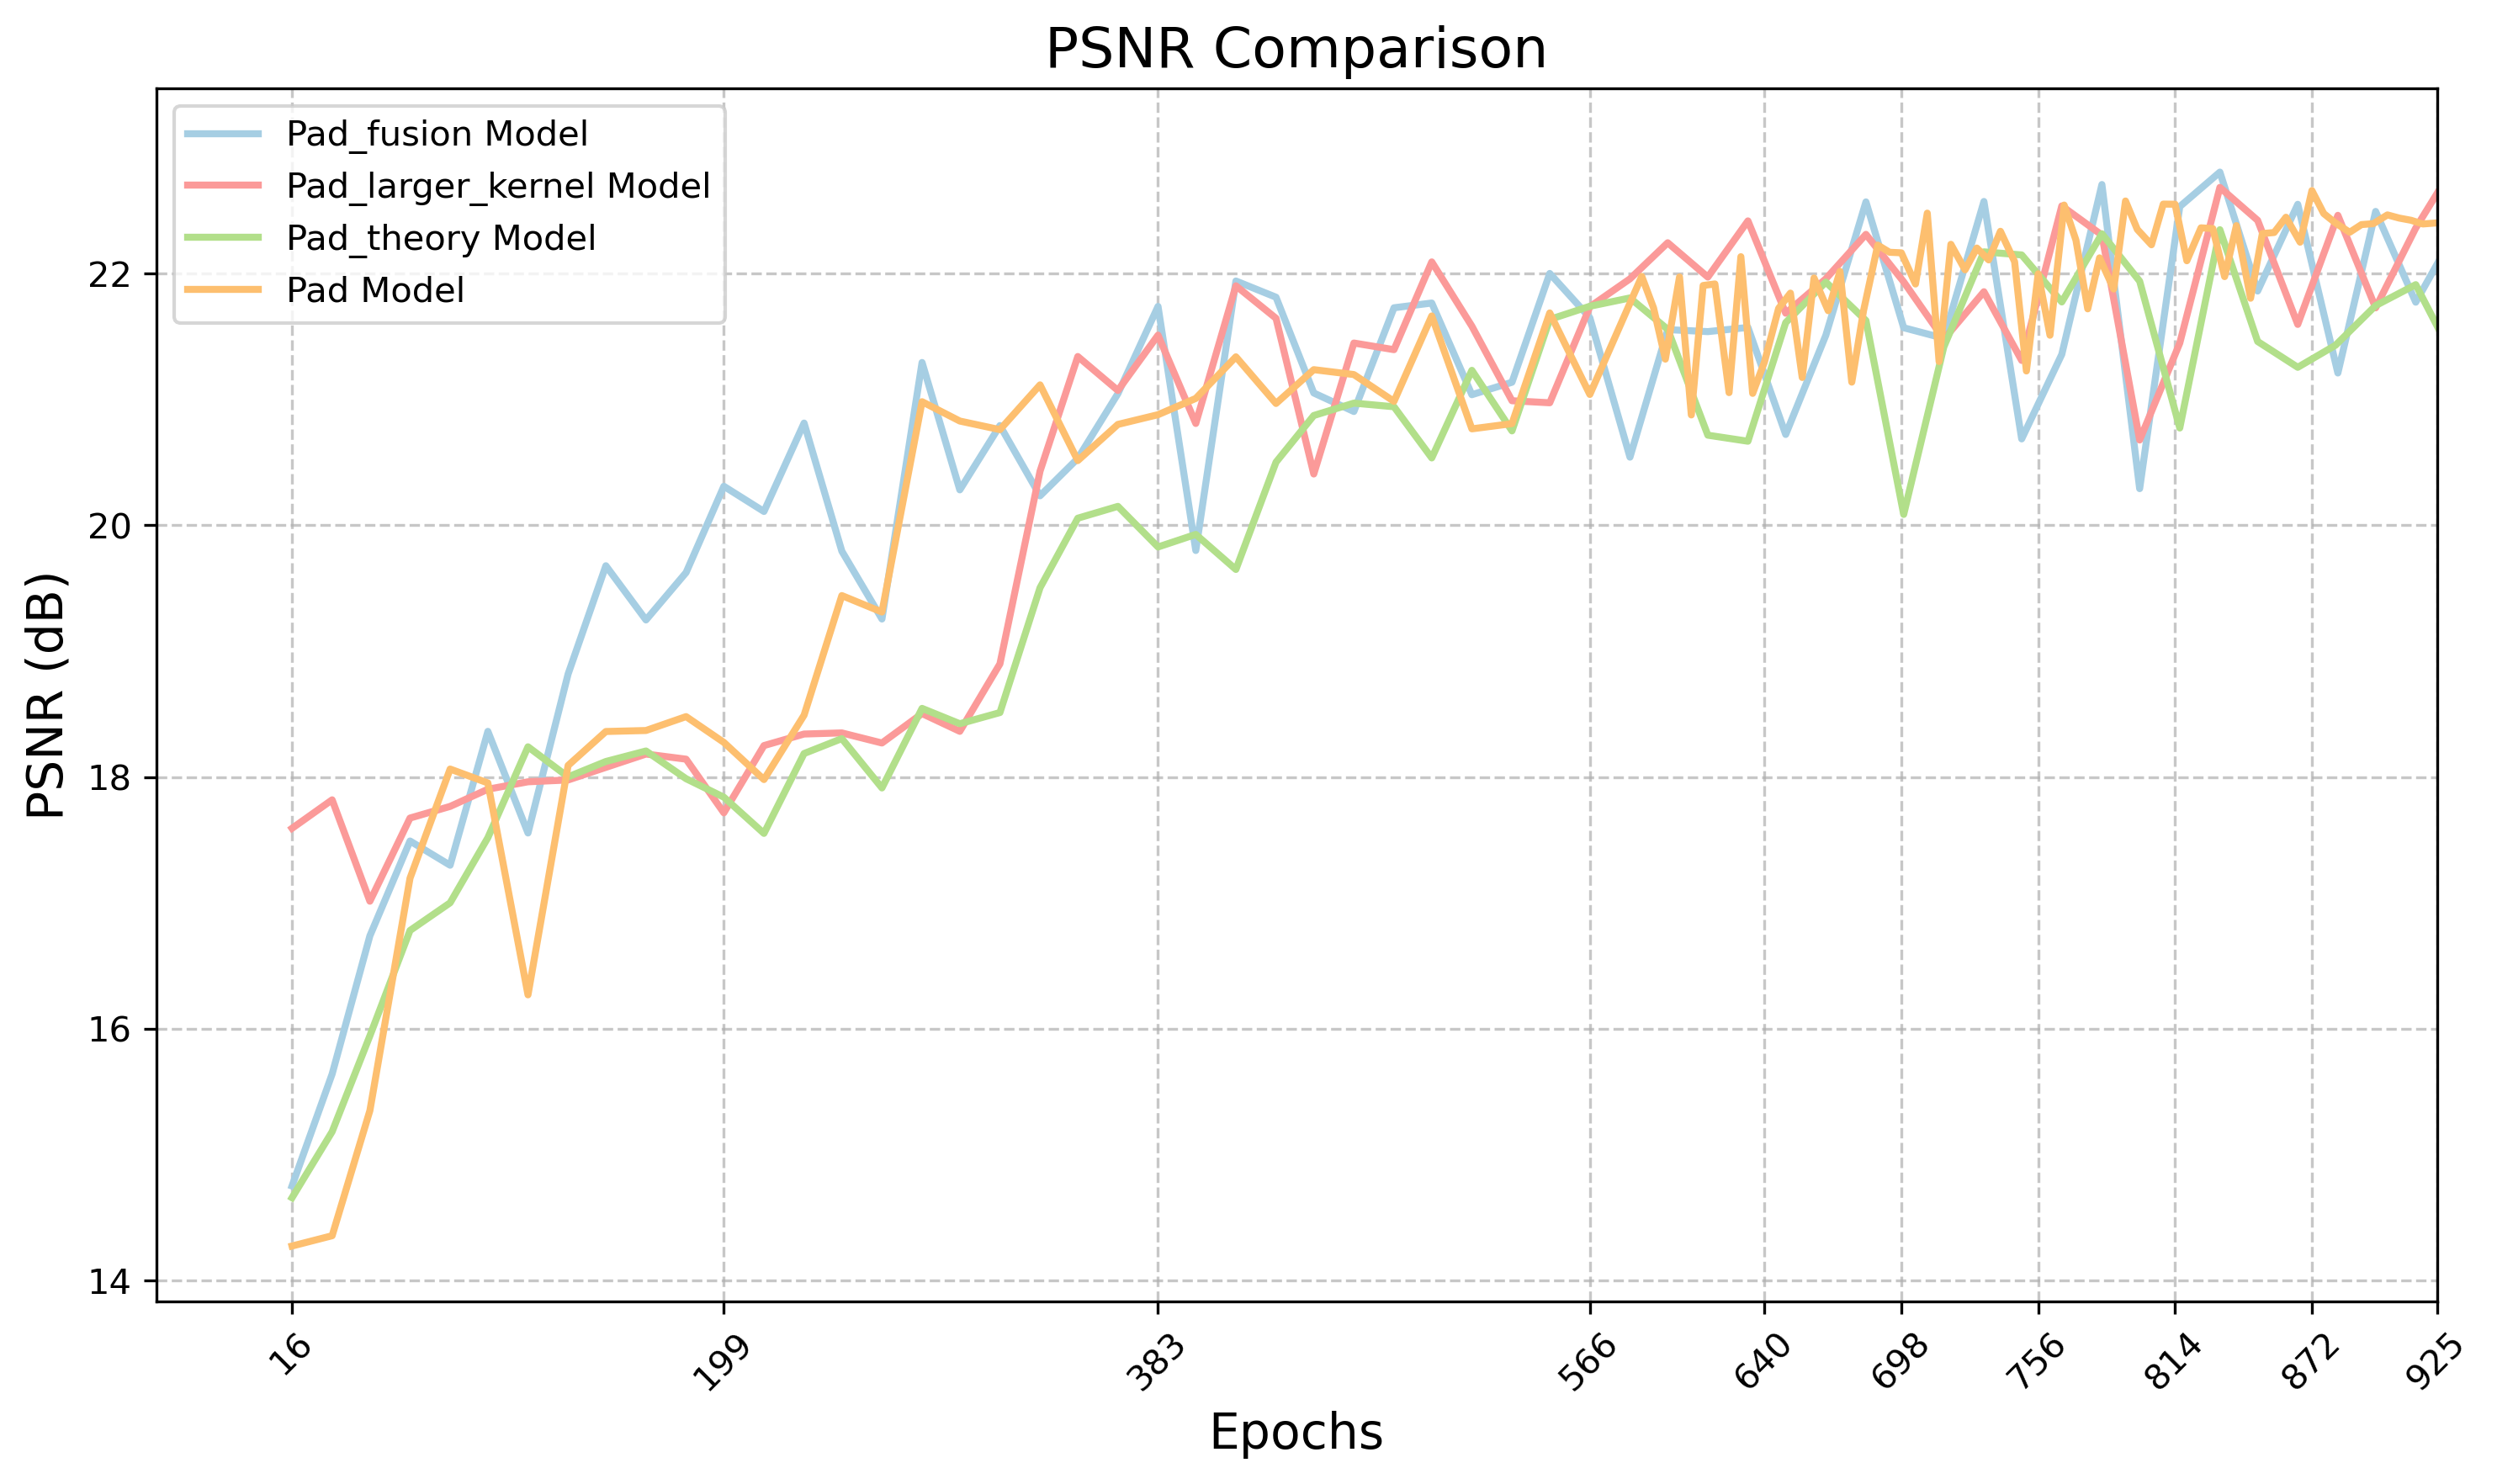 PSNR Comparison
Pad_fusion Model
Pad_larger_kernel Model
Pad_theory Model
Pad Model
PSNR (dB)
22
20
18
16
14
16 199 383 566 640 698 756 814 872 925
Epochs